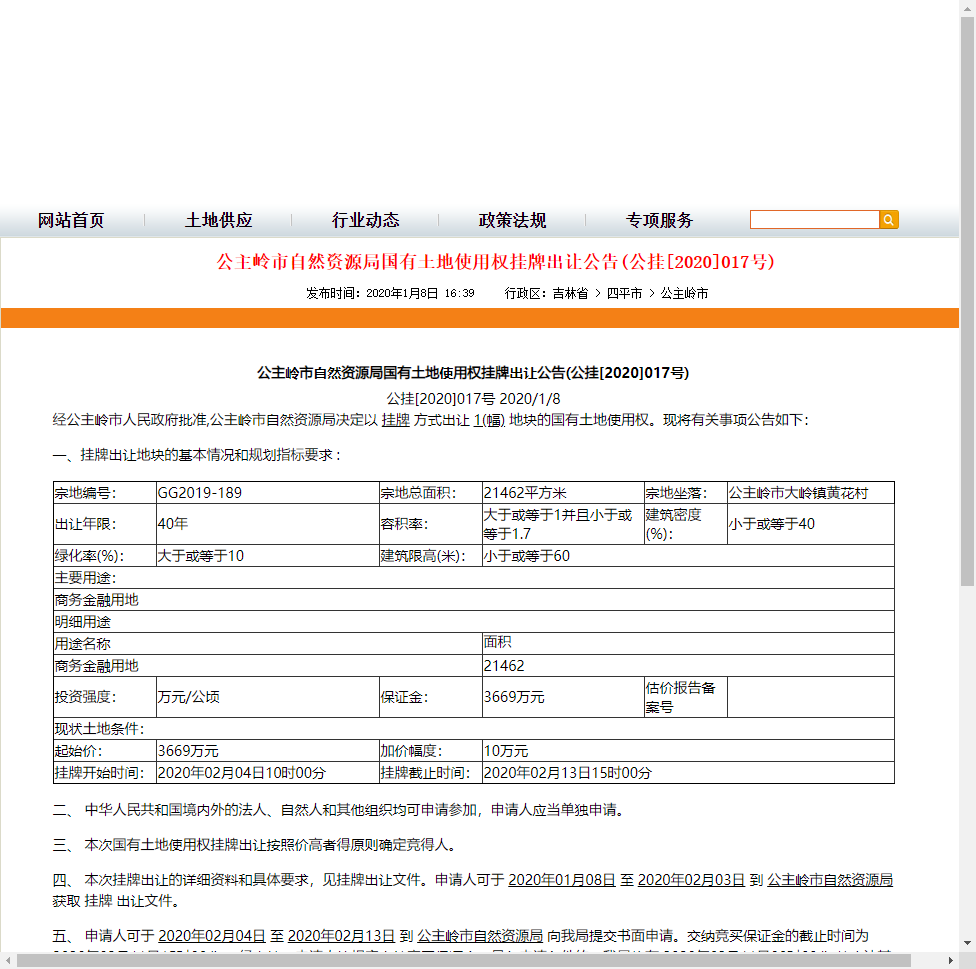 网站首页 土地供应 行业动态 政策法规 专项服务
公主岭市自然资源局国有土地使用权挂牌出让公告(公挂[2020]017号)
发布时间：2020年1月8日 16:39 行政区：吉林省 > 四平市 > 公主岭市
公主岭市自然资源局国有土地使用权挂牌出让公告(公挂[2020]017号)
公挂[2020]017号 2020/1/8
经公主岭市人民政府批准,公主岭市自然资源局决定以 挂牌 方式出让 1(幅) 地块的国有土地使用权。现将有关事项公告如下：
一、挂牌出让地块的基本情况和规划指标要求：
宗地编号： GG2019-189 宗地总面积： 21462平方米 宗地坐落： 公主岭市大岭镇黄花村
出让年限： 40年 容积率： 大于或等于1并且小于或等于1.7 建筑密度(%)： 小于或等于40
绿化率(%)： 大于或等于10 建筑限高(米)： 小于或等于60
主要用途：
商务金融用地
明细用途
用途名称 面积
商务金融用地 21462
投资强度： 万元/公顷 保证金： 3669万元 估价报告备案号
现状土地条件：
起始价： 3669万元 加价幅度： 10万元
挂牌开始时间： 2020年02月04日10时00分 挂牌截止时间： 2020年02月13日15时00分
二、 中华人民共和国境内外的法人、自然人和其他组织均可申请参加，申请人应当单独申请。
三、 本次国有土地使用权挂牌出让按照价高者得原则确定竞得人。
四、 本次挂牌出让的详细资料和具体要求，见挂牌出让文件。申请人可于 2020年01月08日 至 2020年02月03日 到 公主岭市自然资源局
获取 挂牌 出让文件。
五、 申请人可于 2020年02月04日 至 2020年02月13日 到 公主岭市自然资源局 向我局提交书面申请。交纳竞买保证金的截止时间为